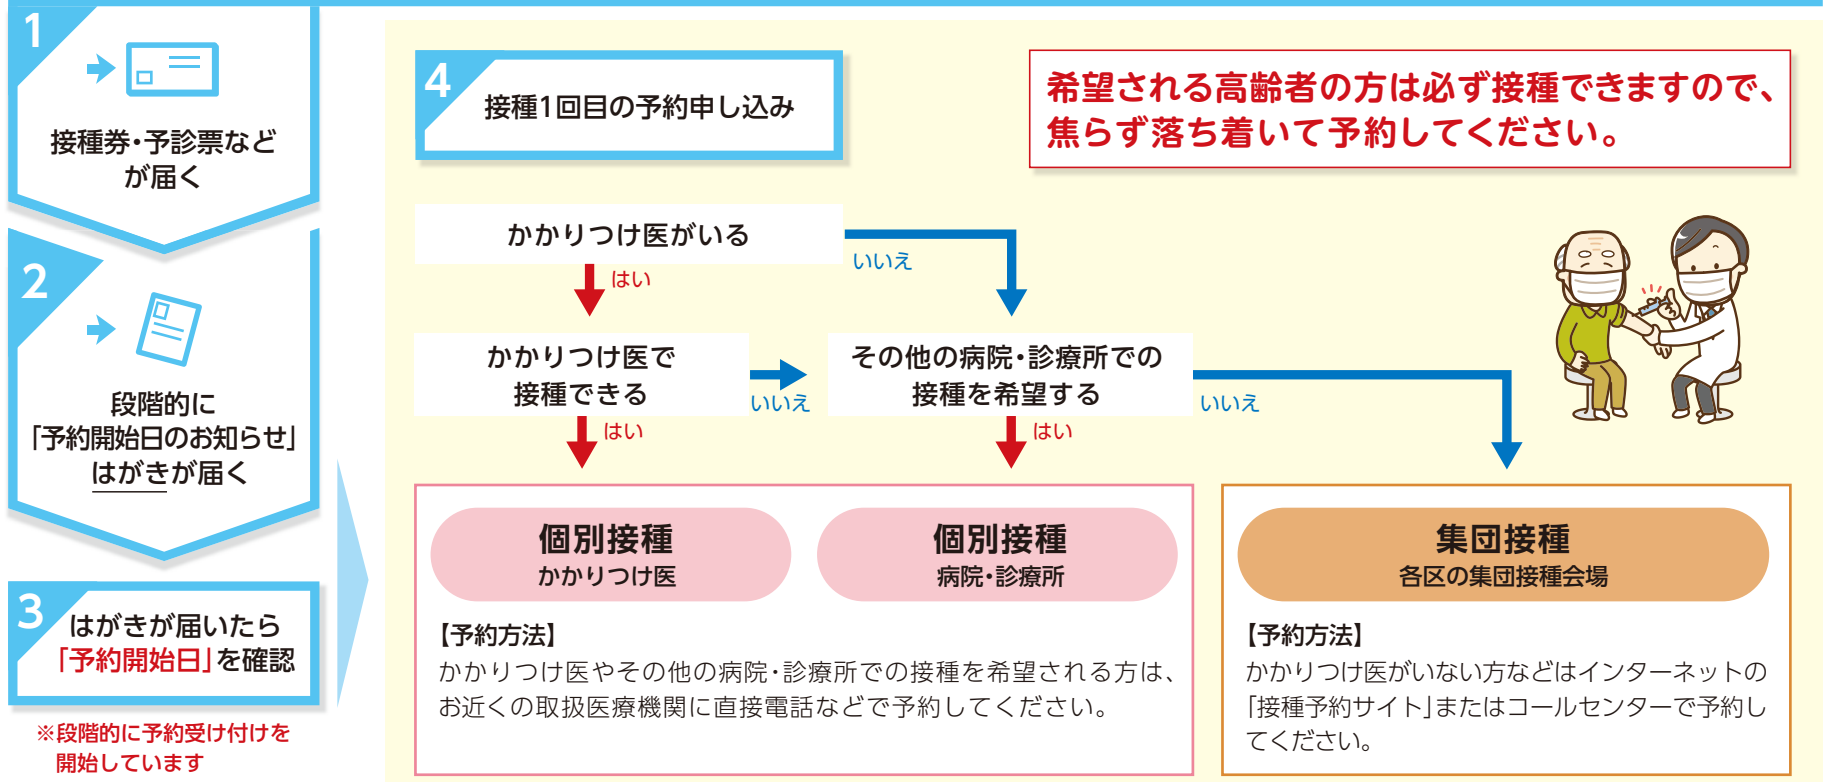 1
接種券・予診票など
が届く
2
段階的に
「予約開始日のお知らせ」
はがきが届く
3
はがきが届いたら
「予約開始日」を確認
※段階的に予約受け付けを
開始しています
4
接種1回目の予約申し込み
希望される高齢者の方は必ず接種できますので、
焦らず落ち着いて予約してください。
かかりつけ医がいる
いいえ
はい
かかりつけ医で
接種できる
いいえ
はい
その他の病院・診療所での
接種を希望する
いいえ
はい
個別接種
かかりつけ医
個別接種
病院・診療所
【予約方法】
かかりつけ医やその他の病院・診療所での接種を希望される方は、
お近くの取扱医療機関に直接電話などで予約してください。
集団接種
各区の集団接種会場
【予約方法】
かかりつけ医がいない方などはインターネットの
「接種予約サイト」またはコールセンターで予約し
てください。